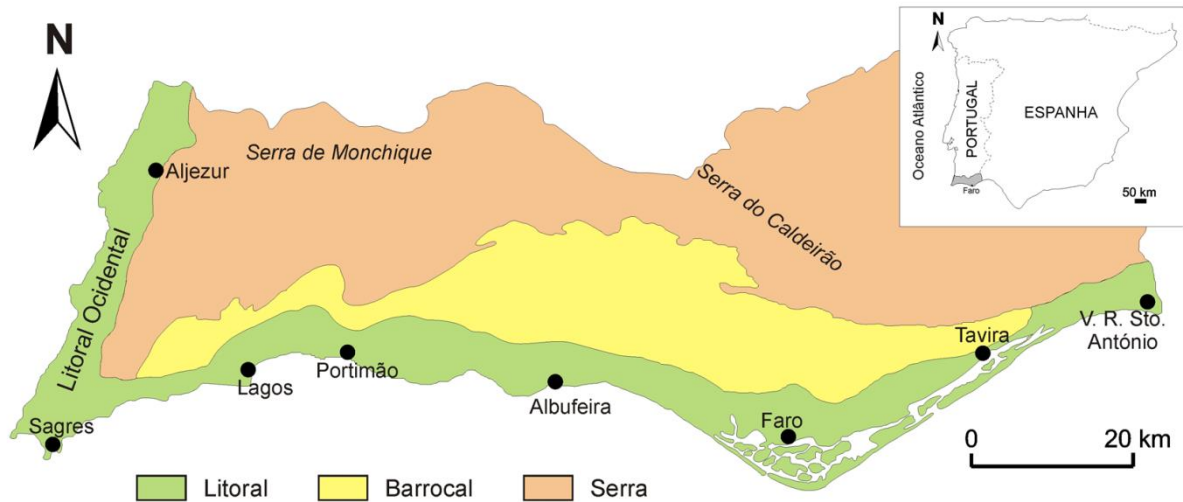 N
Aljezur
Serra de Monchique
Serra do Caldeirão
Litoral Ocidental
Sagres
Lagos
Portimão
Albufeira
Faro
Tavira
V. R. Sto.
António
0 20 km
Litoral Barrocal Serra
N
Oceano Atlântico
PORTUGAL
ESPANHA
Faro
50 km